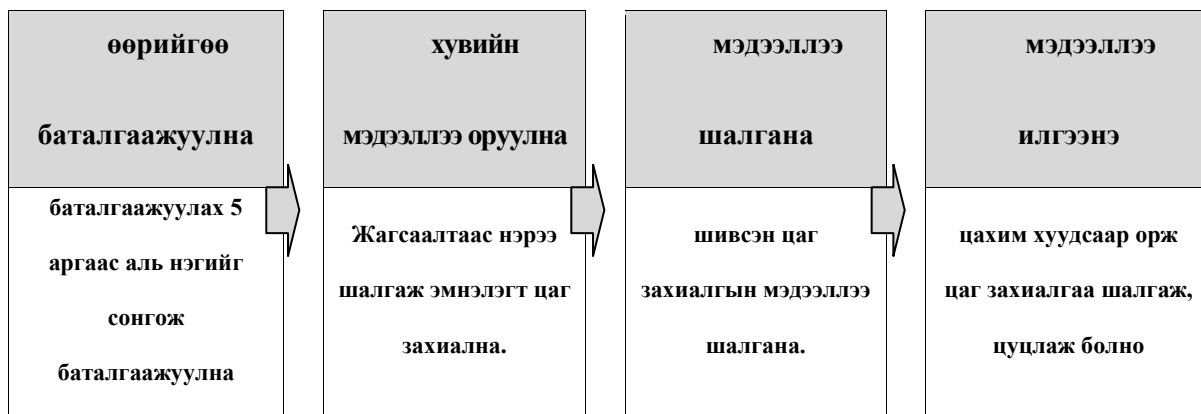 өөрийгөө
баталгаажуулна
баталгаажуулах 5
аргаас аль нэгийг
сонгож
баталгаажуулна
хувийн
мэдээллээ оруулна
Жагсаалтаас нэрээ
шалгаж эмнэлэгт цаг
захиална.
мэдээллээ
шалгана
шивсэн цаг
захиалгын мэдээллээ
шалгана.
мэдээллээ
илгээнэ
цахим хуудсаар орж
цаг захиалгаа шалгаж,
цуцлаж болно